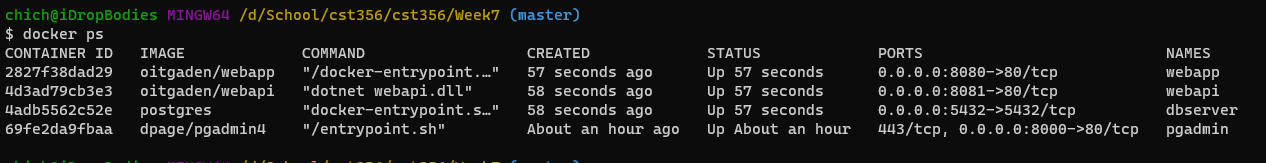 chich@iDropBodies MINGW64 /d/School/cst356/cst356/Week7 (master)
$ docker ps
CONTAINER ID   IMAGE             COMMAND                  CREATED             STATUS             PORTS                           NAMES
2827f38dad29   oitgaden/webapp   "/docker-entrypoint.…"   57 seconds ago      Up 57 seconds      0.0.0.0:8080->80/tcp            webapp
4d3ad79cb3e3   oitgaden/webapi   "dotnet webapi.dll"      58 seconds ago      Up 57 seconds      0.0.0.0:8081->80/tcp            webapi
4adb5562c52e   postgres          "docker-entrypoint.s…"   58 seconds ago      Up 57 seconds      0.0.0.0:5432->5432/tcp          dbserver
69fe2da9fbaa   dpage/pgadmin4    "/entrypoint.sh"         About an hour ago   Up About an hour   443/tcp, 0.0.0.0:8000->80/tcp   pgadmin